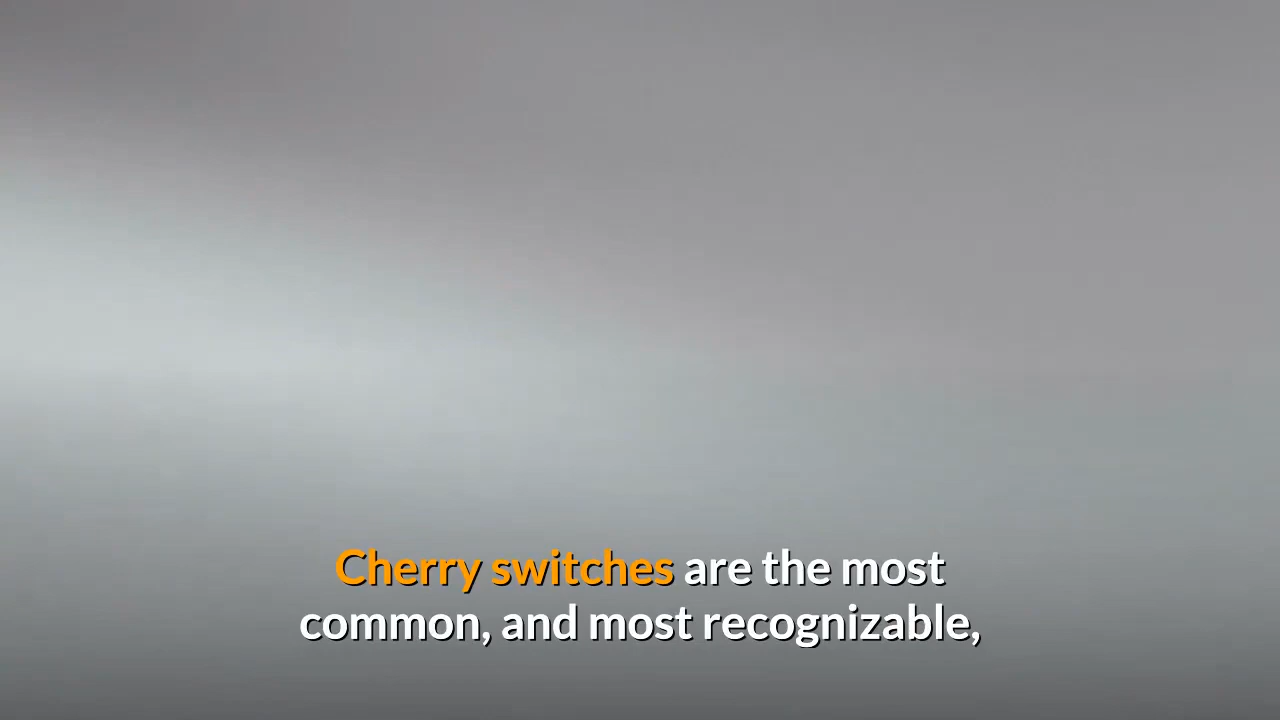 Cherry switches are the most
common, and most recognizable,